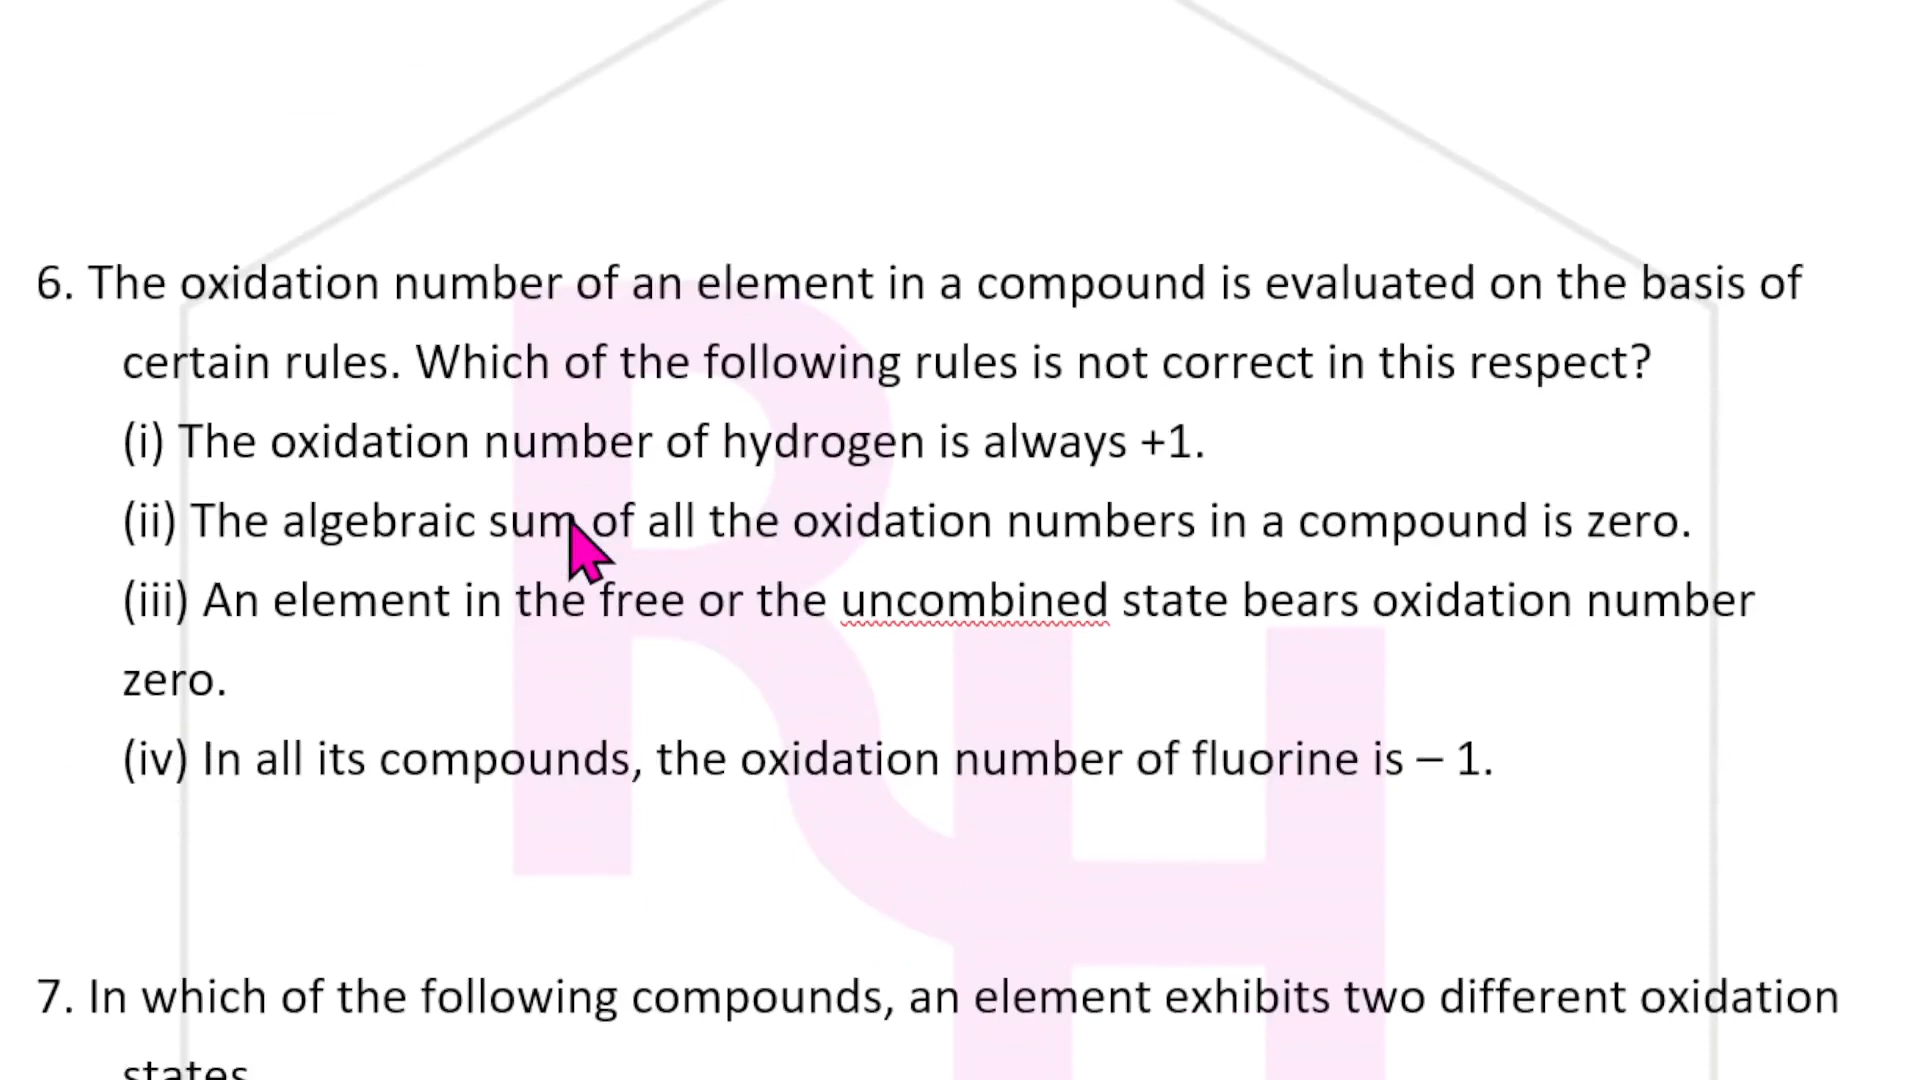 6. The oxidation number of an element in a compound is evaluated on the basis of
certain rules. Which of the following rules is not correct in this respect?
(i) The oxidation number of hydrogen is always +1.
(ii) The algebraic sum of all the oxidation numbers in a compound is zero.
(iii) An element in the free or the uncombined state bears oxidation number
zero.
(iv) In all its compounds, the oxidation number of fluorine is – 1.
7. In which of the following compounds, an element exhibits two different oxidation
states